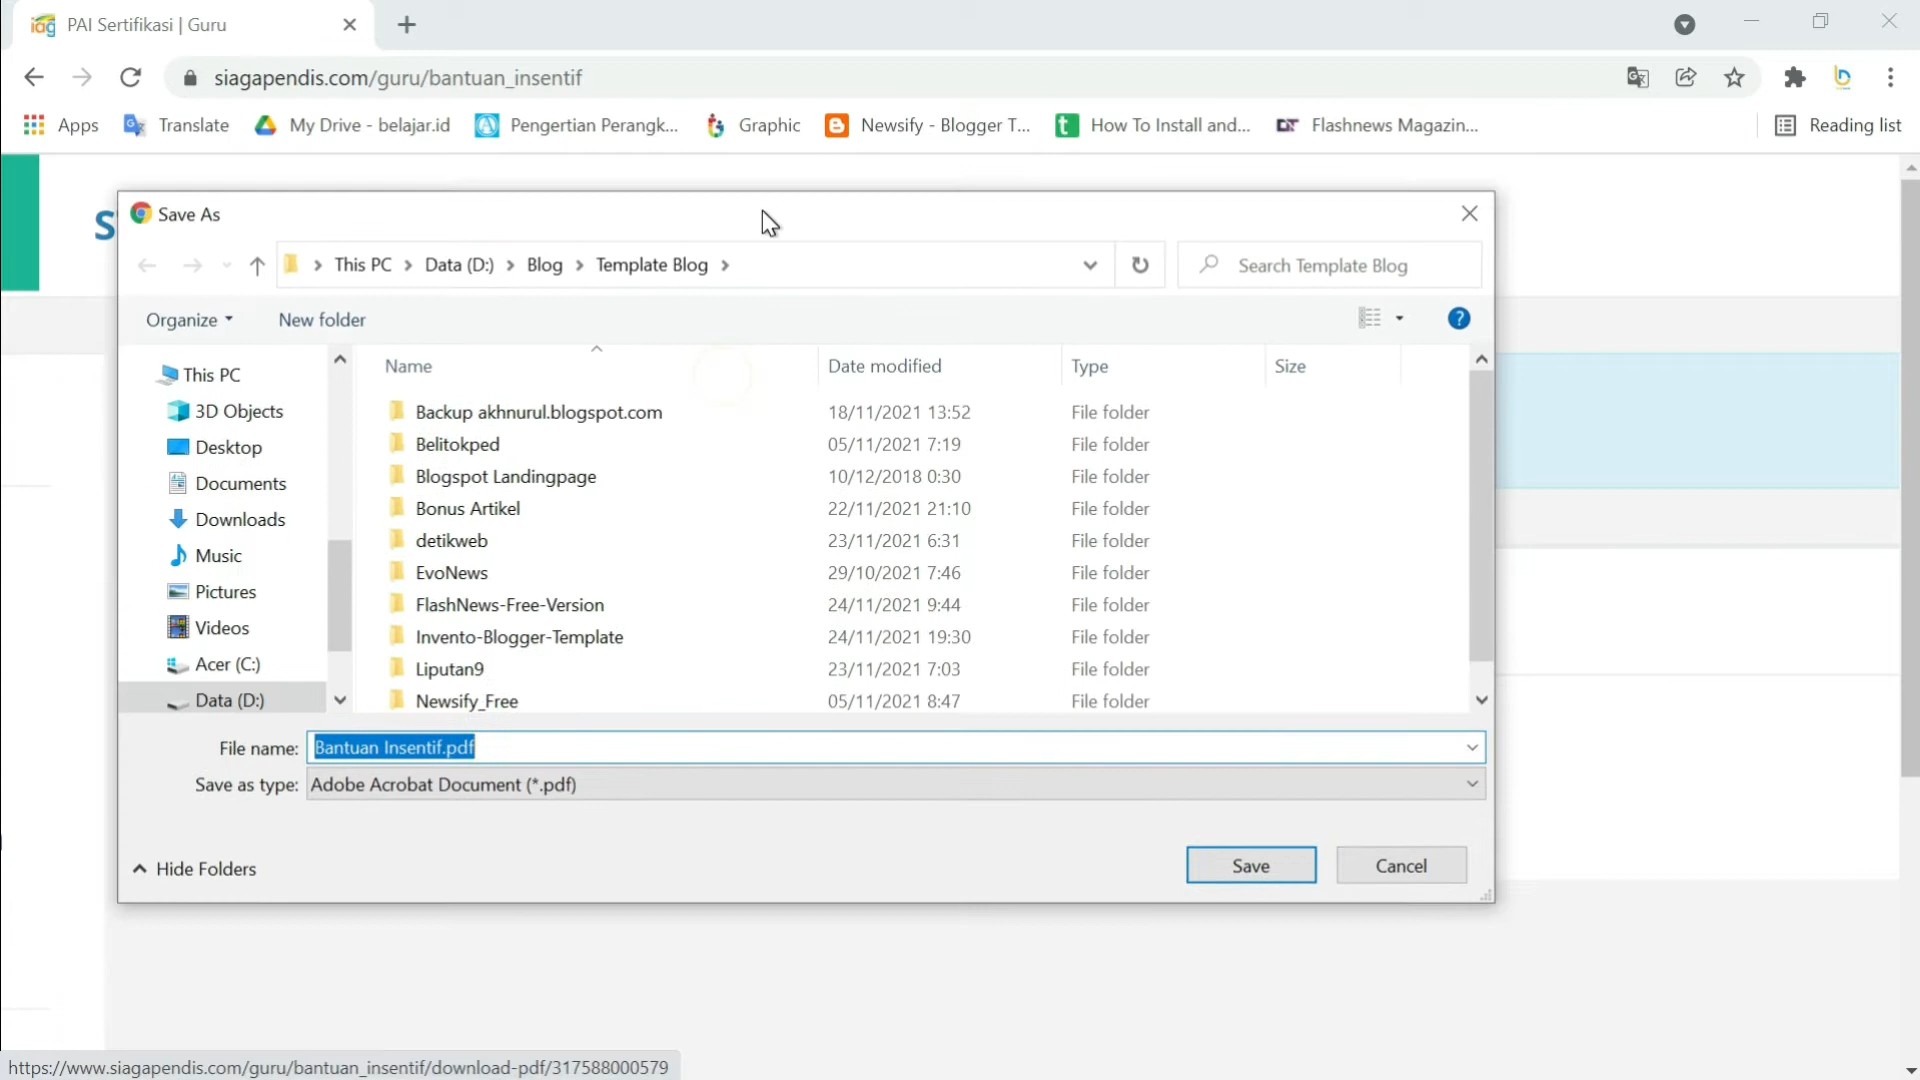 PAI Sertifikasi | Guru
siagapendis.com/guru/bantuan_insentif
Apps Translate My Drive - belajar.id Pengertian Perangk... Graphic Newsify - Blogger T... How To Install and... Flashnews Magazin... Reading list
S
Save As
This PC > Data (D:) > Blog > Template Blog > Search Template Blog
Organize New folder
Name Date modified Type Size
This PC
3D Objects
Desktop
Documents
Downloads
Music
Pictures
Videos
Acer (C:)
Data (D:)
Backup akhnurul.blogspot.com 18/11/2021 13:52 File folder
Belitokped 05/11/2021 7:19 File folder
Blogspot Landingpage 10/12/2018 0:30 File folder
Bonus Artikel 22/11/2021 21:10 File folder
detikweb 23/11/2021 6:31 File folder
EvoNews 29/10/2021 7:46 File folder
FlashNews-Free-Version 24/11/2021 9:44 File folder
Invento-Blogger-Template 24/11/2021 19:30 File folder
Liputan9 23/11/2021 7:03 File folder
Newsify_Free 05/11/2021 8:47 File folder
File name: Bantuan Insentif.pdf
Save as type: Adobe Acrobat Document (*.pdf)
Hide Folders Save Cancel
https://www.siagapendis.com/guru/bantuan_insentif/download-pdf/317588000579